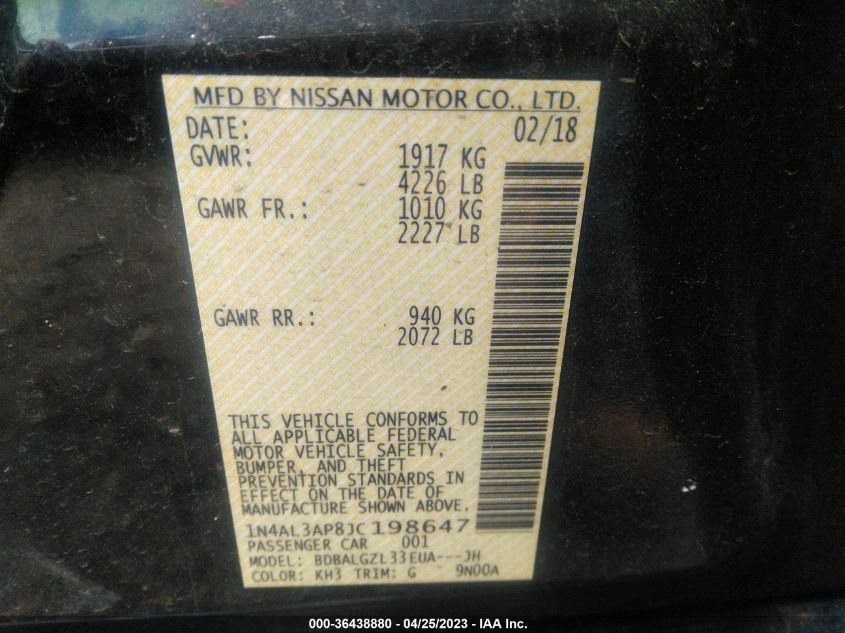 MFD BY NISSAN MOTOR CO., LTD.
DATE: 02/18
GVWR: 1917 KG
4226 LB
GAWR FR.: 1010 KG
2227 LB
GAWR RR.: 940 KG
2072 LB
THIS VEHICLE CONFORMS TO
ALL APPLICABLE FEDERAL
MOTOR VEHICLE SAFETY,
BUMPER, AND THEFT
PREVENTION STANDARDS IN
EFFECT ON THE DATE OF
MANUFACTURE SHOWN ABOVE.
1N4AL3AP8JC198647
PASSENGER CAR 001
MODEL: BDBALGZL33EUA---JH
COLOR: KH3 TRIM: G 9N00A
000-36438880 - 04/25/2023 - IAA Inc.